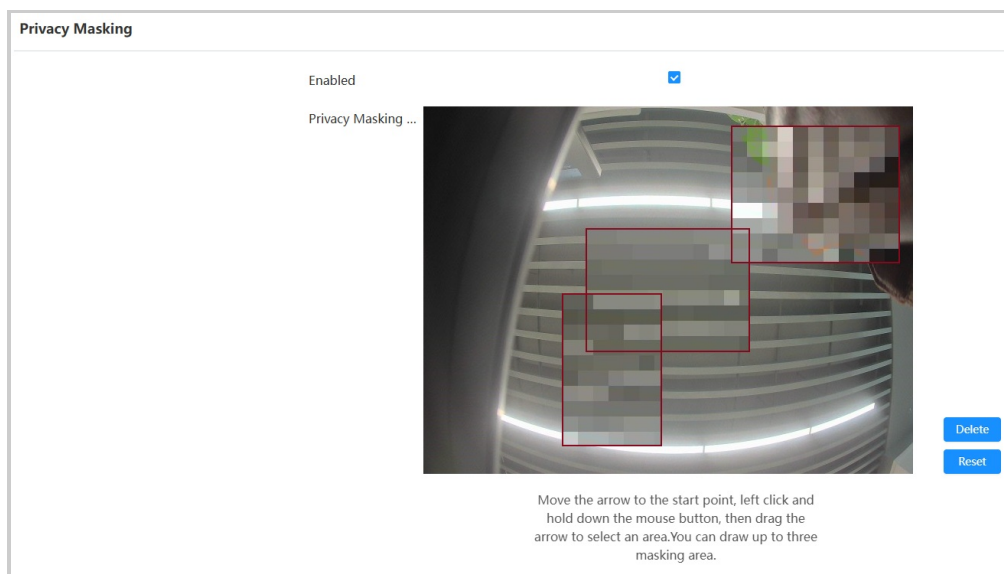 Privacy Masking
Enabled
Privacy Masking ...
Delete
Reset
Move the arrow to the start point, left click and
hold down the mouse button, then drag the
arrow to select an area.You can draw up to three
masking area.